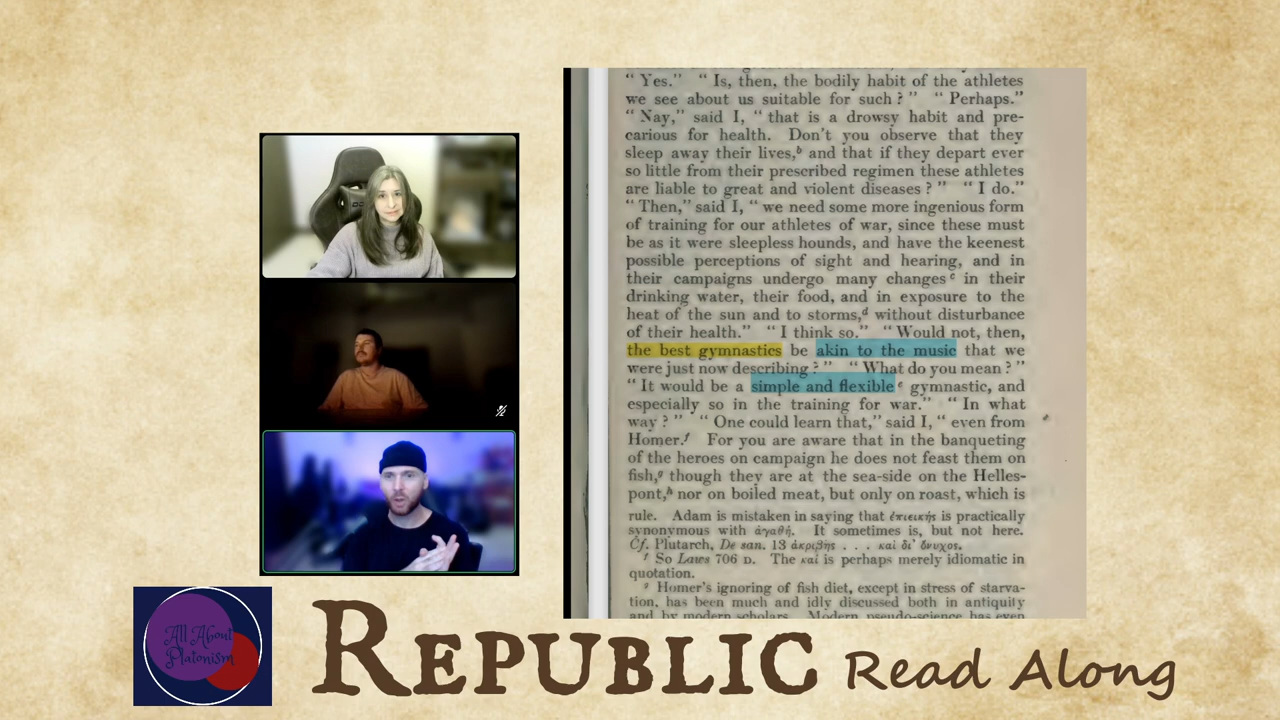 “ Yes.” “ Is, then, the bodily habit of the athletes
we see about us suitable for such ? ” “ Perhaps.”
“ Nay,” said I, “ that is a drowsy habit and pre-
carious for health. Don't you observe that they
sleep away their lives,ᵇ and that if they depart ever
so little from their prescribed regimen these athletes
are liable to great and violent diseases ? ” “ I do.”
“ Then,” said I, “ we need some more ingenious form
of training for our athletes of war, since these must
be as it were sleepless hounds, and have the keenest
possible perceptions of sight and hearing, and in
their campaigns undergo many changes ᶜ in their
drinking water, their food, and in exposure to the
heat of the sun and to storms,ᵈ without disturbance
of their health.” “ I think so.” “ Would not, then,
the best gymnastics be akin to the music that we
were just now describing ? ” “ What do you mean ? ”
“ It would be a simple and flexible ᵉ gymnastic, and
especially so in the training for war.” “ In what
way ? ” “ One could learn that,” said I, “ even from
Homer.ᶠ For you are aware that in the banqueting
of the heroes on campaign he does not feast them on
fish,ᵍ though they are at the sea-side on the Helles-
pont,ʰ nor on boiled meat, but only on roast, which is
rule. Adam is mistaken in saying that ἐπιεικής is practically
synonymous with ἀγαθή. It sometimes is, but not here.
Cf. Plutarch, De san. 13 ἀκριβὴς . . . καὶ δι' ὄνυχος.
ᶠ So Laws 706 D. The καί is perhaps merely idiomatic in
quotation.
ᵍ Homer's ignoring of fish diet, except in stress of starva-
tion, has been much and idly discussed both in antiquity
and by modern scholars. Modern pseudo-science has even
All About
Platonism
REPUBLIC Read Along